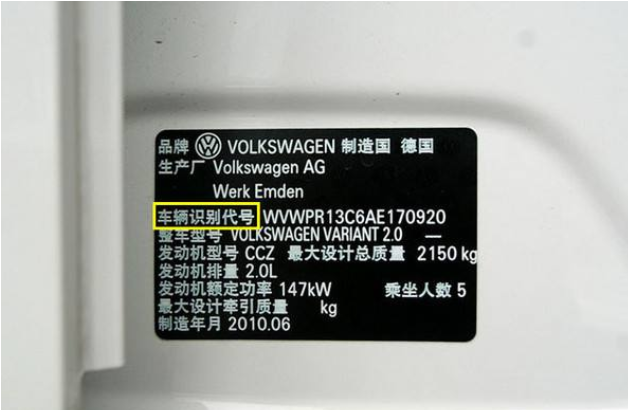 品牌 VOLKSWAGEN 制造国 德国
生产厂 Volkswagen AG
Werk Emden
车辆识别代号 WVWPR13C6AE170920
整车型号 VOLKSWAGEN VARIANT 2.0 —
发动机型号 CCZ 最大设计总质量 2150 kg
发动机排量 2.0L
发动机额定功率 147kW 乘坐人数 5
最大设计牵引质量 kg
制造年月 2010.06